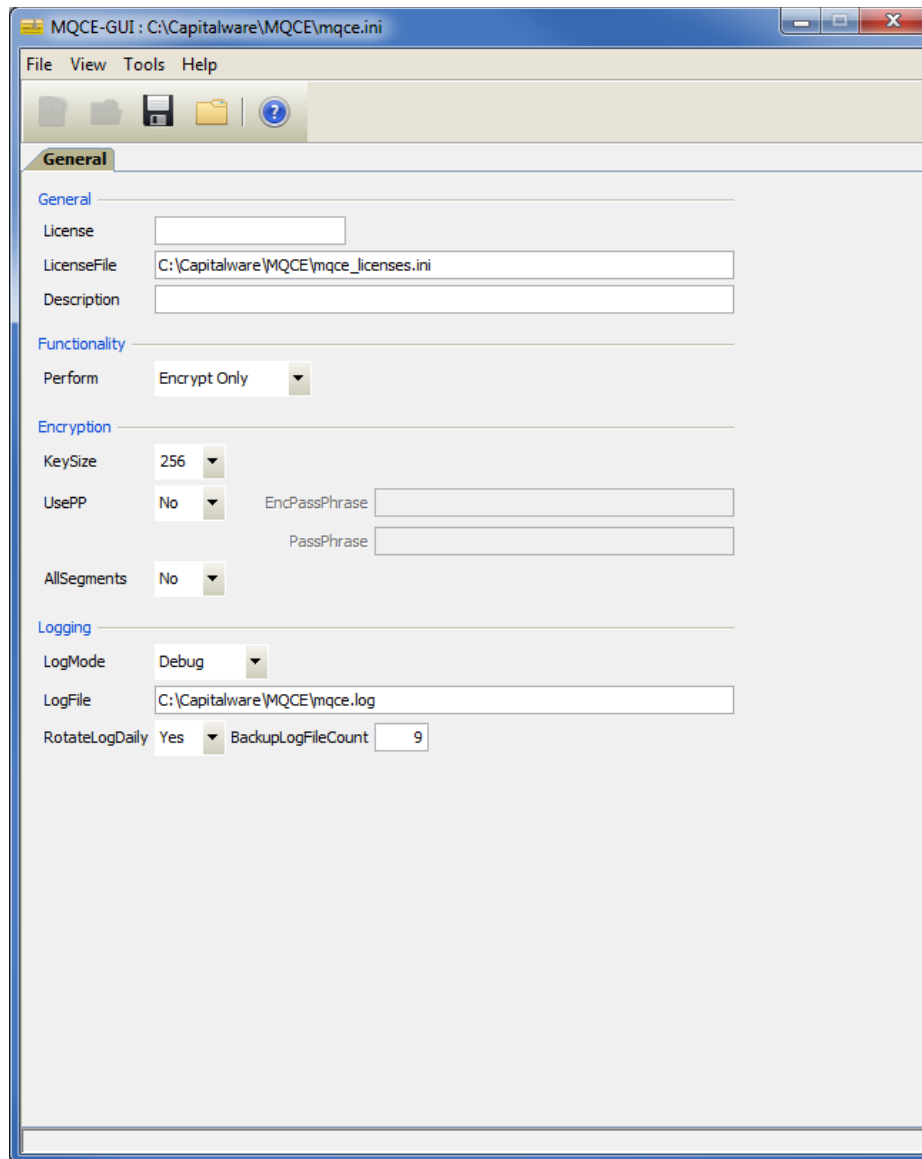 MQCE-GUI : C:\Capitalware\MQCE\mqce.ini
File View Tools Help
General
General
License
LicenseFile C:\Capitalware\MQCE\mqce_licenses.ini
Description
Functionality
Perform Encrypt Only
Encryption
KeySize 256
UsePP No EncPassPhrase
PassPhrase
AllSegments No
Logging
LogMode Debug
LogFile C:\Capitalware\MQCE\mqce.log
RotateLogDaily Yes BackupLogFileCount 9